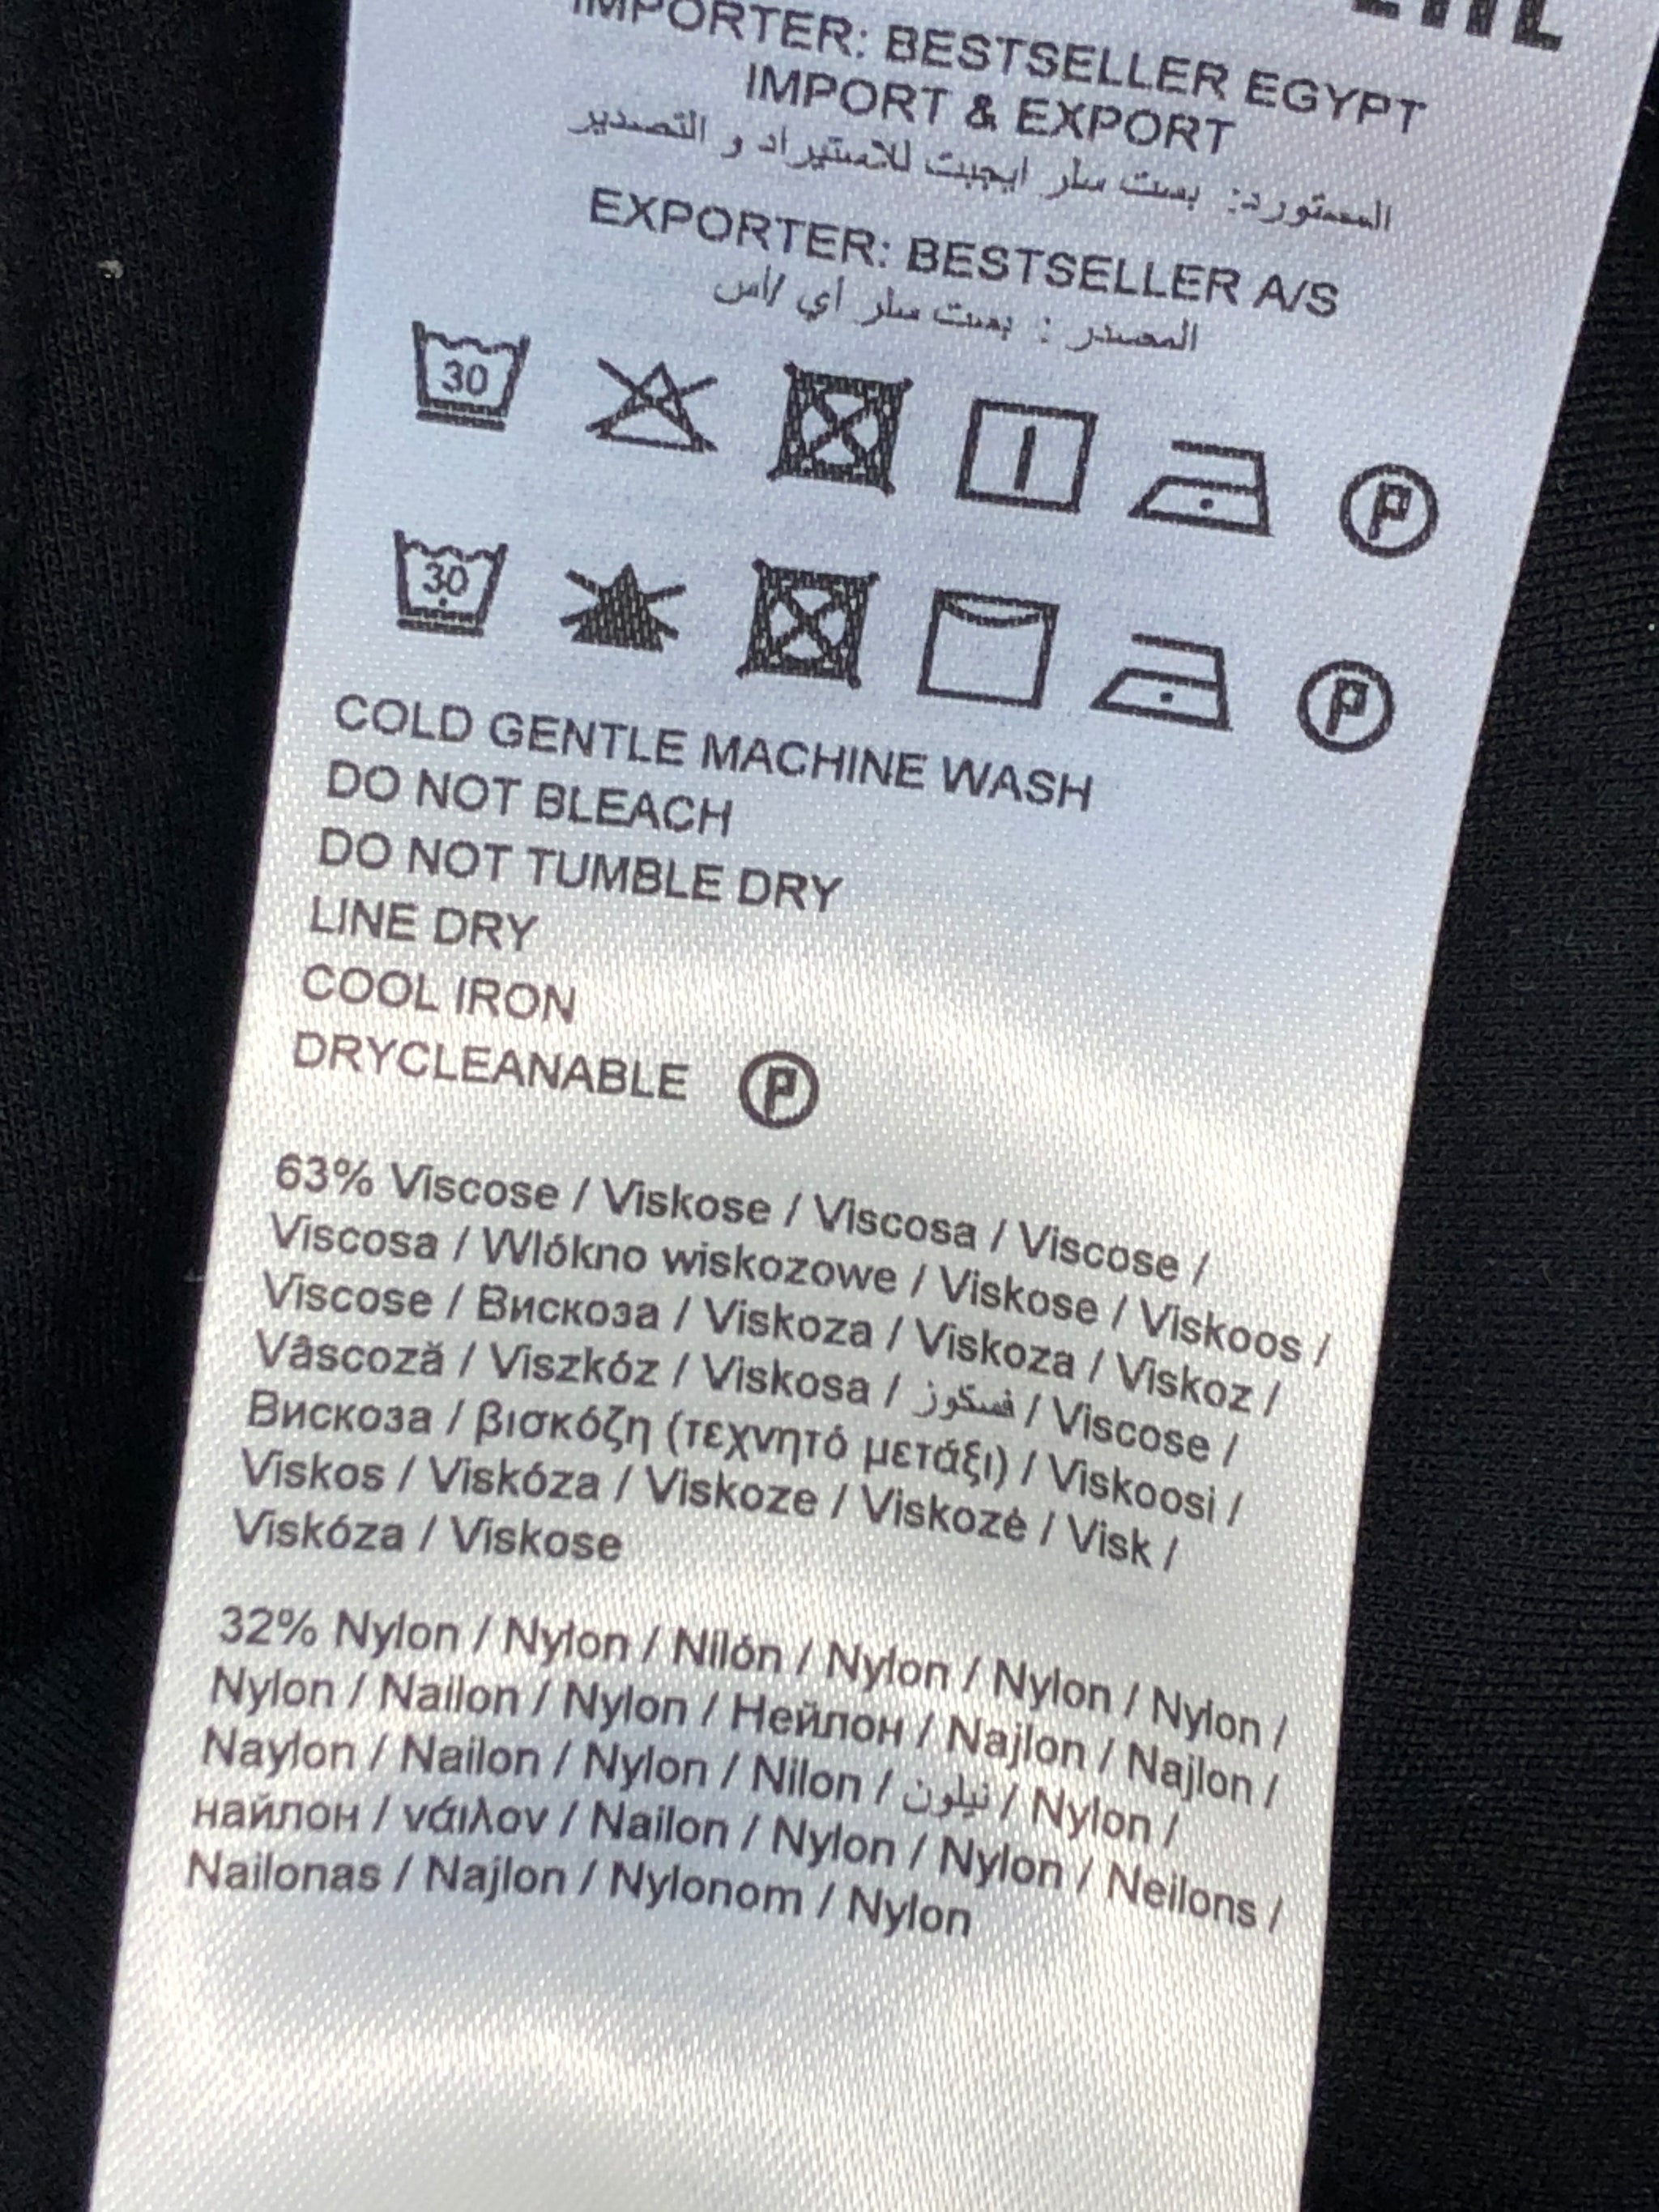 IMPORTER: BESTSELLER EGYPT
IMPORT & EXPORT
المستورد: بست سلر ايجيبت للاستيراد و التصدير
EXPORTER: BESTSELLER A/S
المصدر : بست سلر اي /اس
30
30
COLD GENTLE MACHINE WASH
DO NOT BLEACH
DO NOT TUMBLE DRY
LINE DRY
COOL IRON
DRYCLEANABLE Ⓟ
63% Viscose / Viskose / Viscosa / Viscose /
Viscosa / Wlókno wiskozowe / Viskose / Viskoos /
Viscose / Вискоза / Viskoza / Viskoza / Viskoz /
Vâscoză / Viszkóz / Viskosa / فسكوز / Viscose /
Вискоза / βισκόζη (τεχνητό μετάξι) / Viskoosi /
Viskos / Viskóza / Viskoze / Viskozė / Visk /
Viskóza / Viskose
32% Nylon / Nylon / Nilón / Nylon / Nylon / Nylon /
Nylon / Nailon / Nylon / Нейлон / Najlon / Najlon /
Naylon / Nailon / Nylon / Nilon / نيلون / Nylon /
найлон / νάιλον / Nailon / Nylon / Nylon / Neilons /
Nailonas / Najlon / Nylonom / Nylon